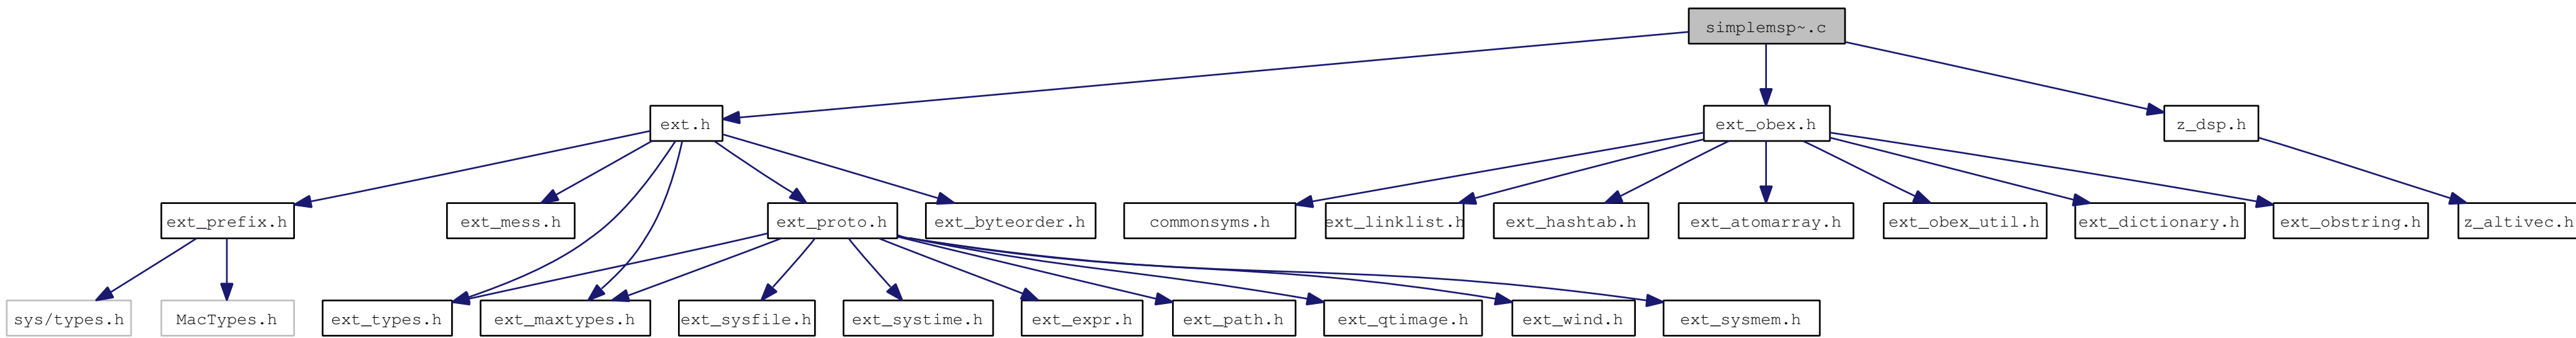 simplemsp~.c
ext.h
ext_obex.h
z_dsp.h
ext_prefix.h
ext_mess.h
ext_proto.h
ext_byteorder.h
commonsyms.h
ext_linklist.h
ext_hashtab.h
ext_atomarray.h
ext_obex_util.h
ext_dictionary.h
ext_obstring.h
z_altivec.h
sys/types.h
MacTypes.h
ext_types.h
ext_maxtypes.h
ext_sysfile.h
ext_systime.h
ext_expr.h
ext_path.h
ext_qtimage.h
ext_wind.h
ext_sysmem.h